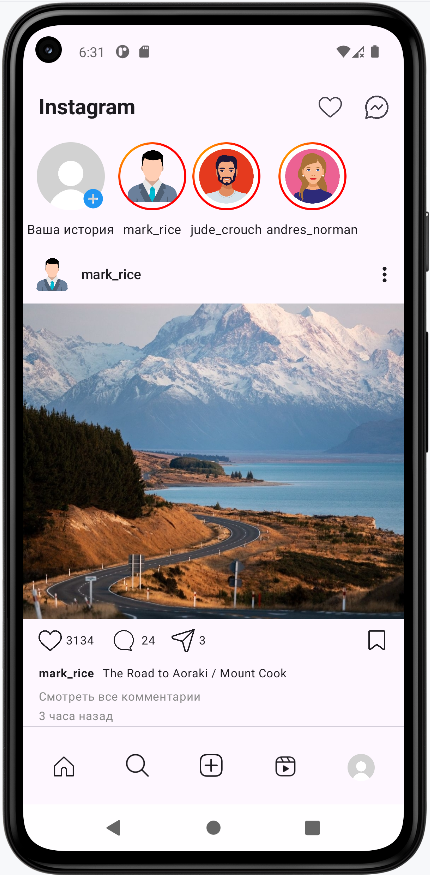 6:31
Instagram
Ваша история mark_rice jude_crouch andres_norman
mark_rice
3134 24 3
mark_rice The Road to Aoraki / Mount Cook
Смотреть все комментарии
3 часа назад